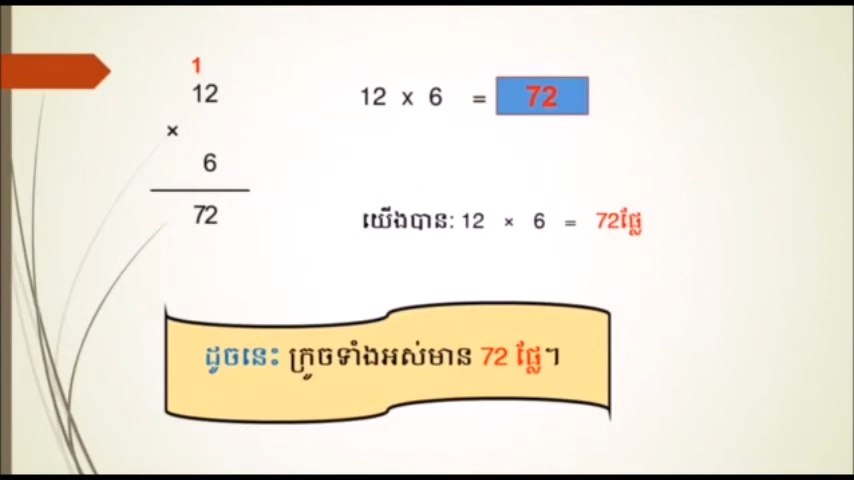 1
12
×
6
72
12 x 6 = 72
យើងបាន: 12 × 6 = 72ផ្លែ
ដូចនេះ ក្រូចទាំងអស់មាន 72 ផ្លែ។